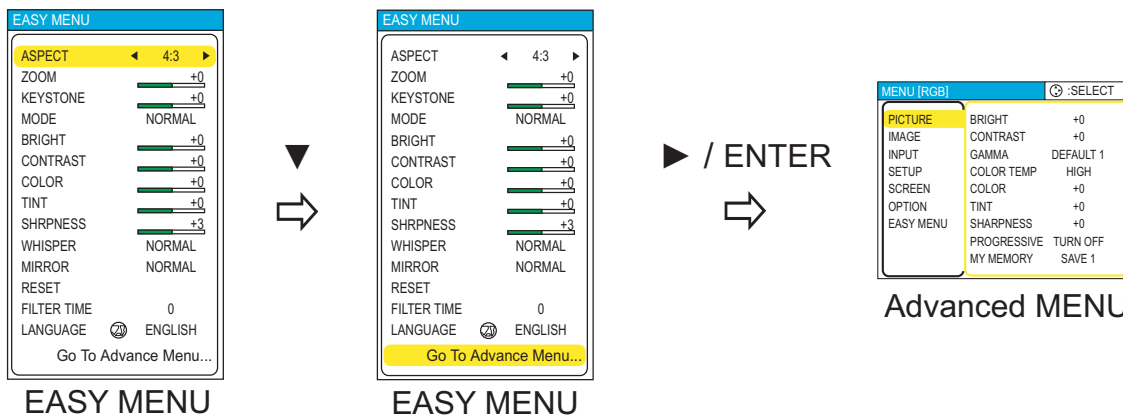 EASY MENU
ASPECT ◀ 4:3 ▶
ZOOM +0
KEYSTONE +0
MODE NORMAL
BRIGHT +0
CONTRAST +0
COLOR +0
TINT +0
SHRPNESS +3
WHISPER NORMAL
MIRROR NORMAL
RESET
FILTER TIME 0
LANGUAGE ENGLISH
Go To Advance Menu...
EASY MENU
▼
EASY MENU
ASPECT ◀ 4:3 ▶
ZOOM +0
KEYSTONE +0
MODE NORMAL
BRIGHT +0
CONTRAST +0
COLOR +0
TINT +0
SHRPNESS +3
WHISPER NORMAL
MIRROR NORMAL
RESET
FILTER TIME 0
LANGUAGE ENGLISH
Go To Advance Menu...
EASY MENU
► / ENTER
MENU [RGB] :SELECT
PICTURE BRIGHT +0
IMAGE CONTRAST +0
INPUT GAMMA DEFAULT 1
SETUP COLOR TEMP HIGH
SCREEN COLOR +0
OPTION TINT +0
EASY MENU SHARPNESS +0
PROGRESSIVE TURN OFF
MY MEMORY SAVE 1
Advanced MENU